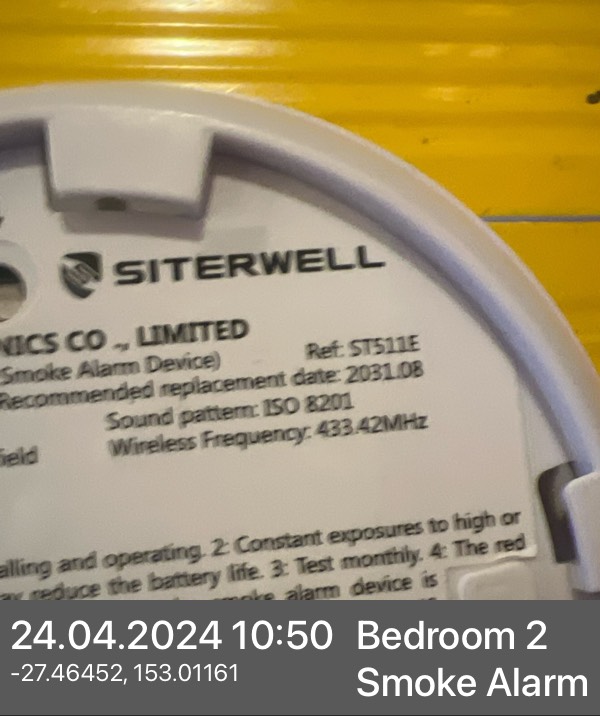 SITERWELL
NICS CO ., LIMITED
Smoke Alarm Device)
Ref: ST511E
Recommended replacement date: 2031.08
Sound pattern: ISO 8201
ield
Wireless Frequency: 433.42MHz
alling and operating. 2: Constant exposures to high or
reduce the battery life. 3: Test monthly. 4: The red
smoke alarm device is
24.04.2024 10:50
-27.46452, 153.01161
Bedroom 2
Smoke Alarm